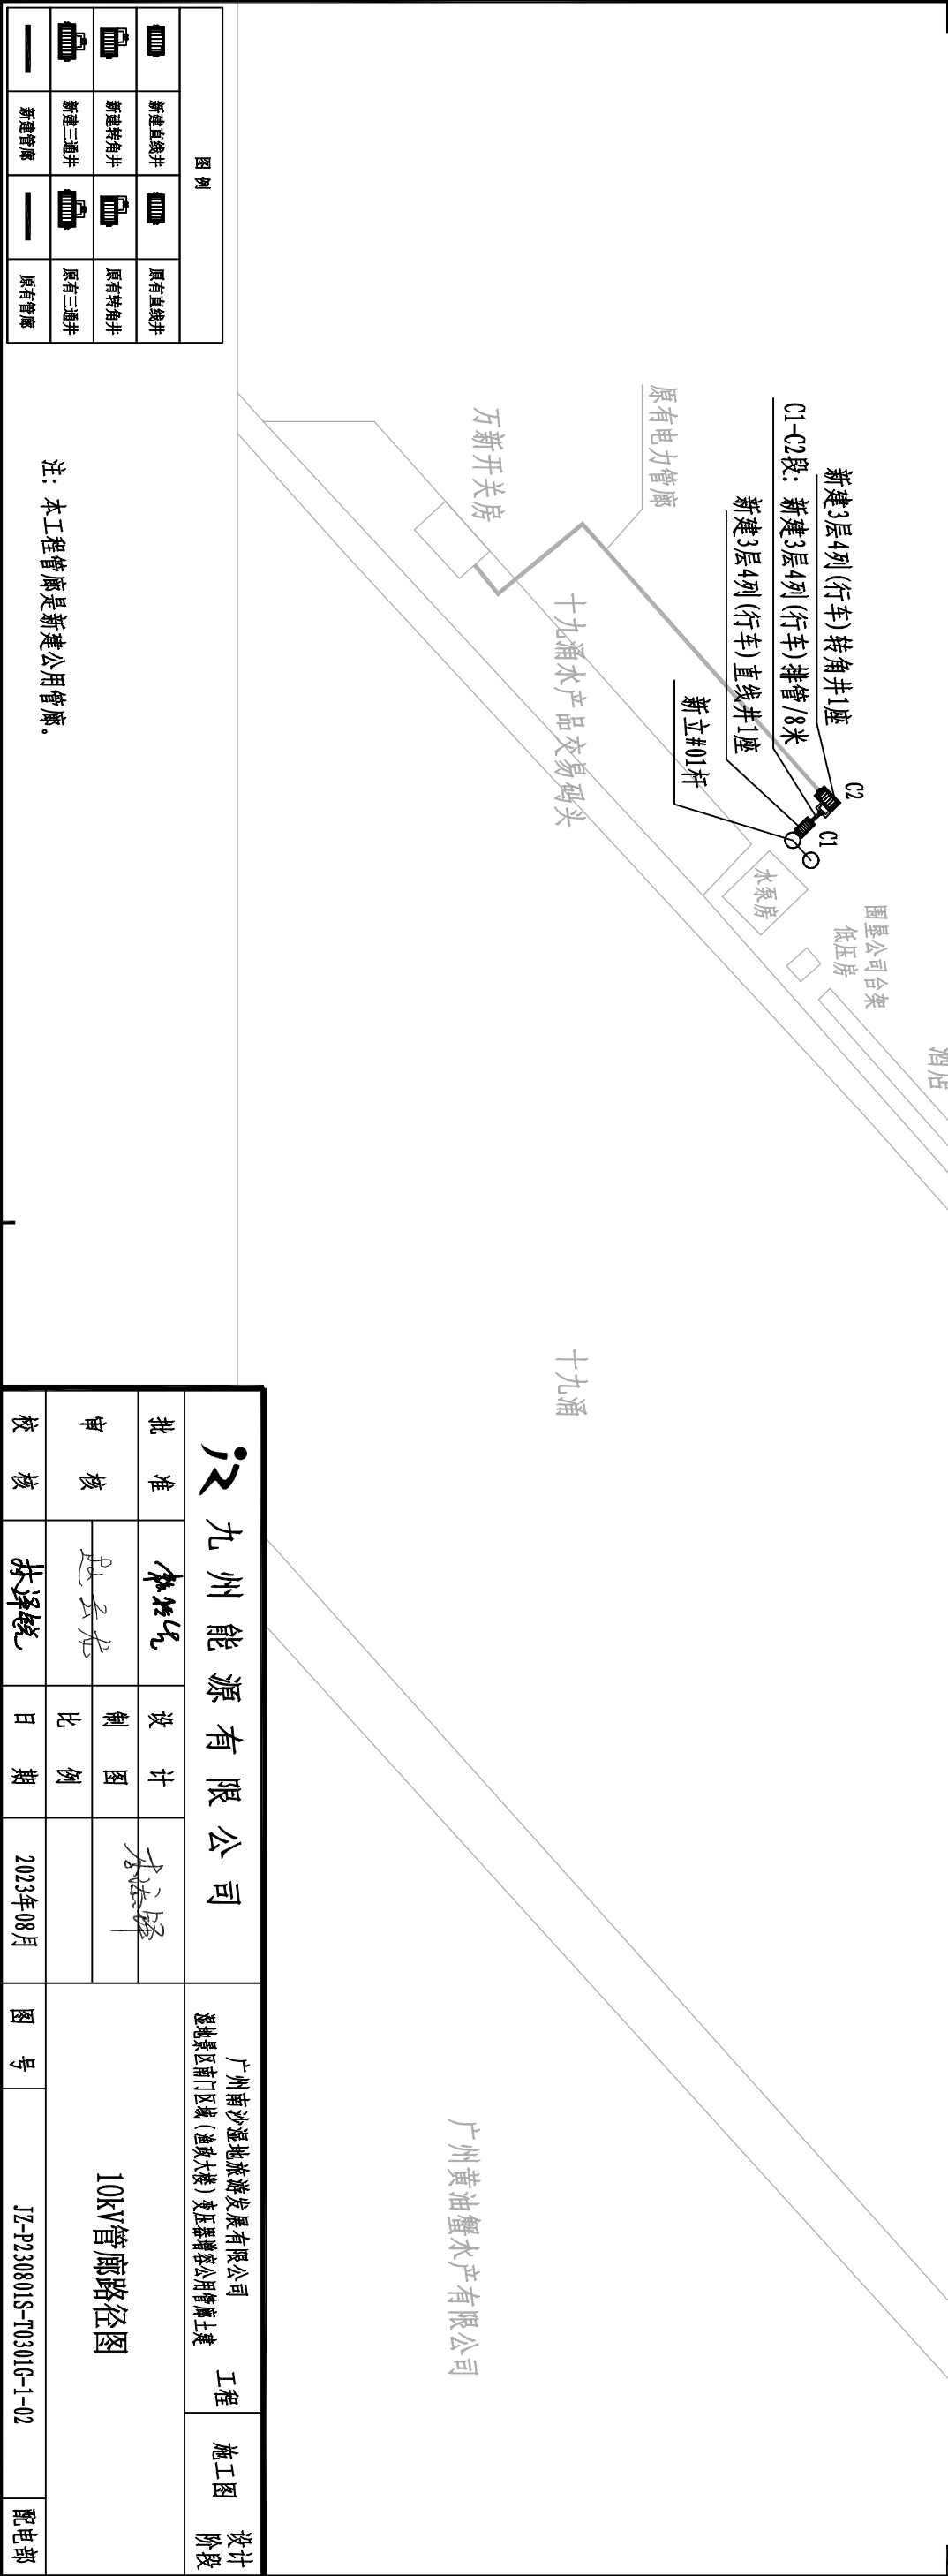 酒店
围垦公司台架
低压房
C2
新建3层4列(行车)转角井1座
C1
C1-C2段: 新建3层4列(行车)排管/8米
新建3层4列(行车)直线井1座
新立#01杆
水泵房
原有电力管廊
十九涌水产品交易码头
十九涌
万新开关房
广州黄油蟹水产有限公司
图 例
新建直线井 原有直线井
新建转角井 原有转角井
新建三通井 原有三通井
新建管廊 原有管廊
注: 本工程管廊是新建公用管廊。
九州能源有限公司
广州南沙湿地旅游发展有限公司
湿地景区南门区域(渔政大楼)变压器增容公用管廊土建
工程
施工图
设计
阶段
批 准
设 计
审 核
制 图
比 例
10kV管廊路径图
校 核
林泽锐
日 期
2023年08月
图 号
JZ-P230801S-T0301G-1-02
配电部